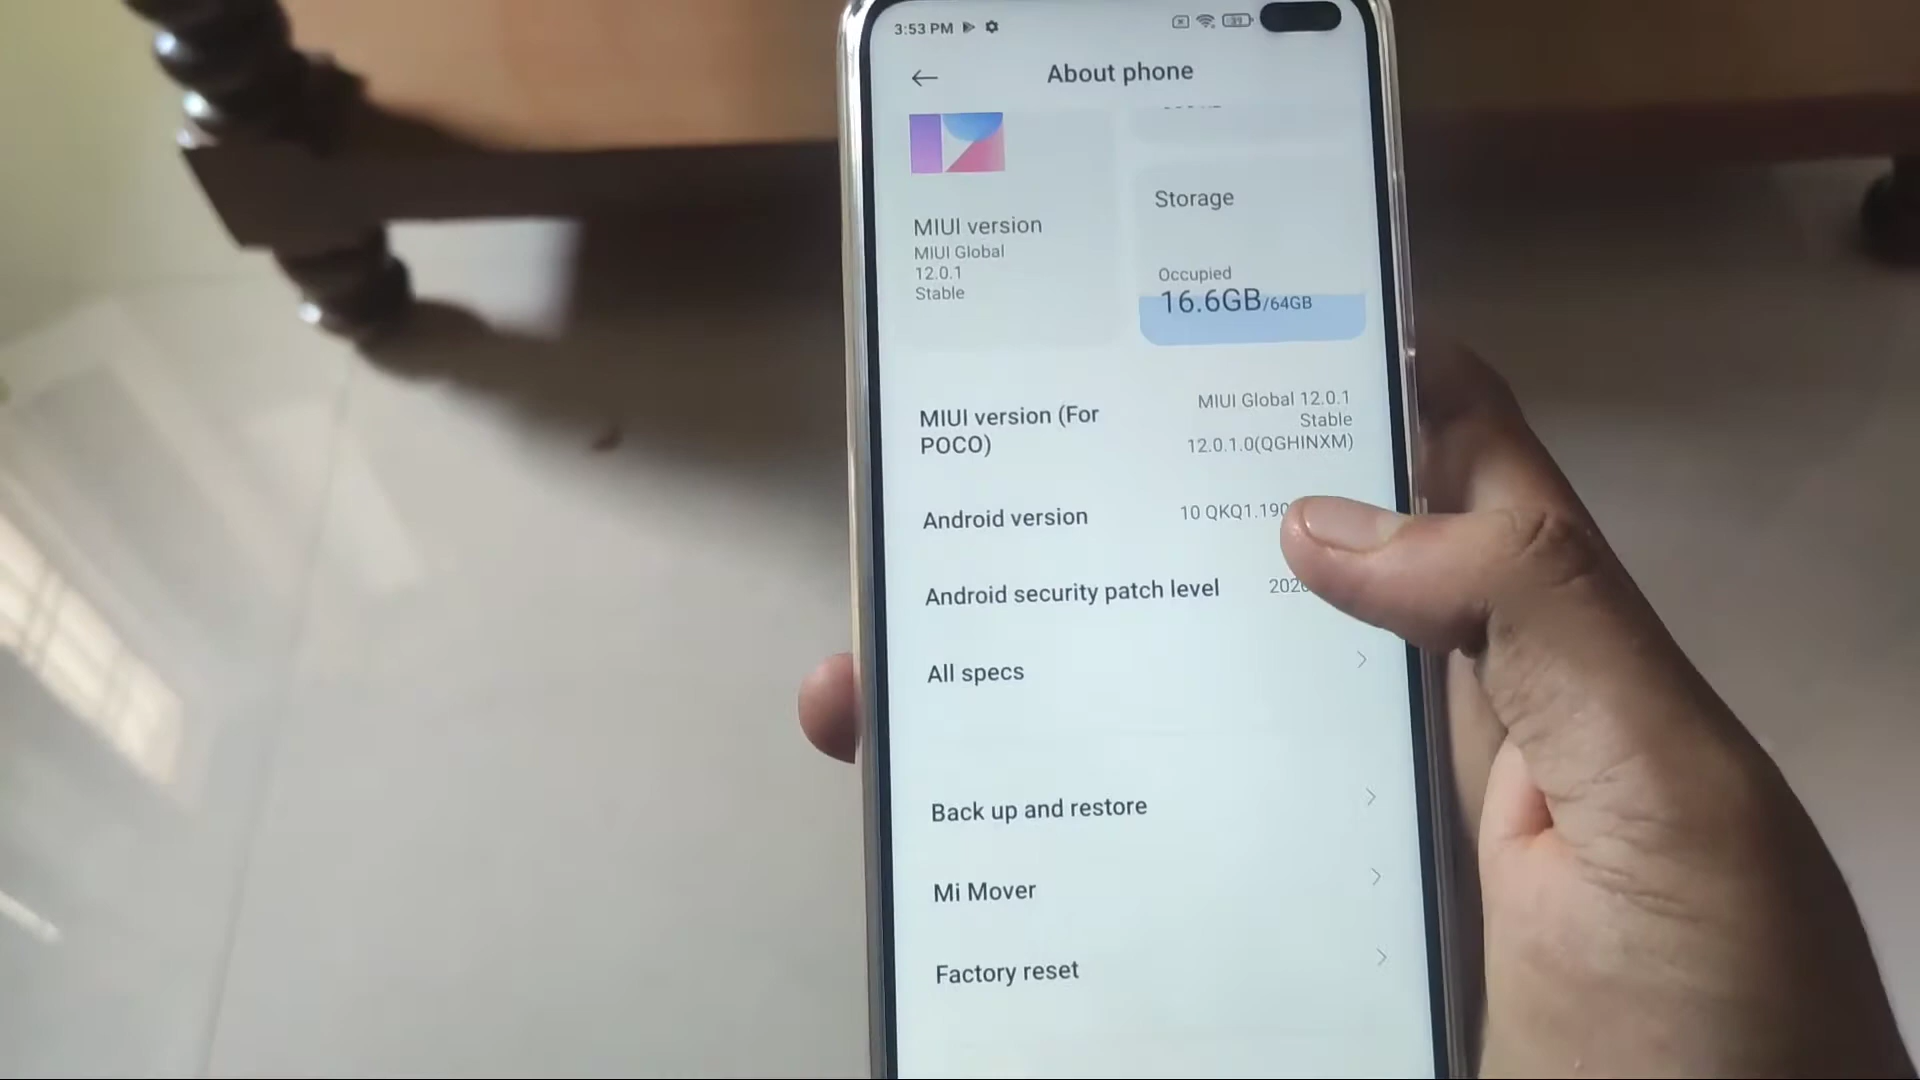 3:53 PM
About phone
MIUI version
MIUI Global
12.0.1
Stable
Storage
Occupied
16.6GB/64GB
MIUI version (For
POCO)
MIUI Global 12.0.1
Stable
12.0.1.0(QGHINXM)
Android version
10 QKQ1.190
Android security patch level
202
All specs
Back up and restore
Mi Mover
Factory reset